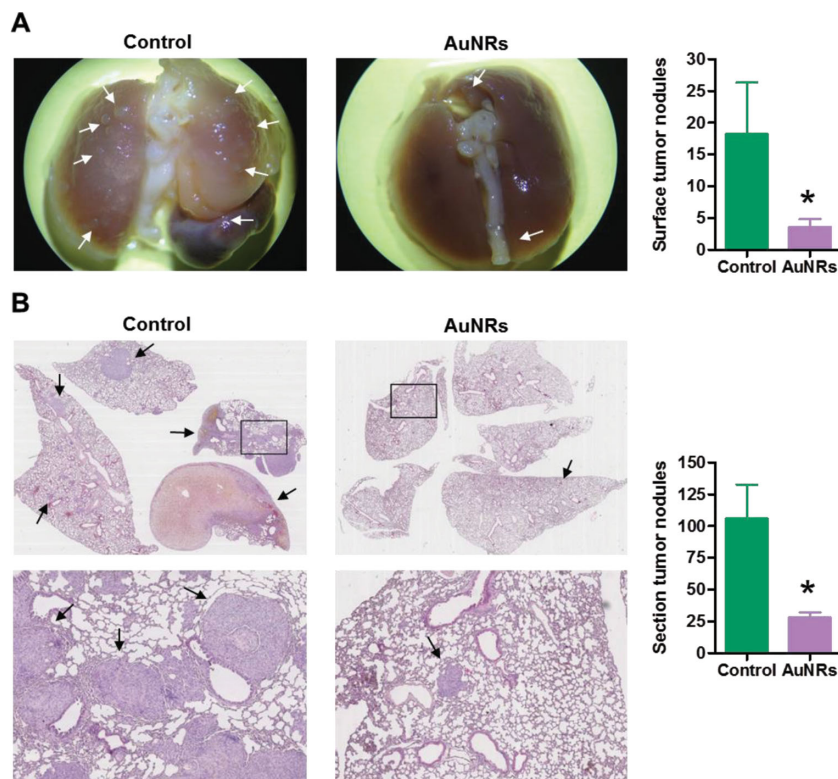 A
Control
AuNRs
Surface tumor nodules
30
25
20
15
10
5
0
*
Control AuNRs
B
Control
AuNRs
Section tumor nodules
150
125
100
75
50
25
0
*
Control AuNRs